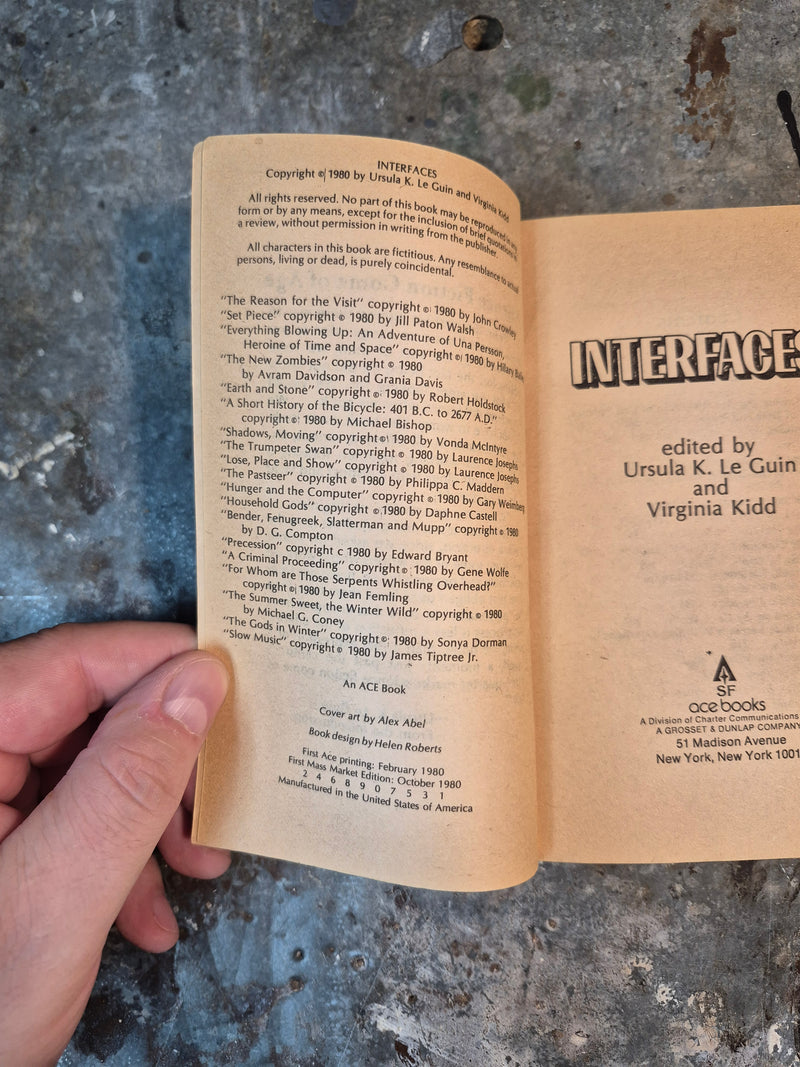 INTERFACES
Copyright © 1980 by Ursula K. Le Guin and Virginia Kidd
All rights reserved. No part of this book may be reproduced in any
form or by any means, except for the inclusion of brief quotations in
a review, without permission in writing from the publisher.
All characters in this book are fictitious. Any resemblance to actual
persons, living or dead, is purely coincidental.
"The Reason for the Visit" copyright © 1980 by John Crowley
"Set Piece" copyright © 1980 by Jill Paton Walsh
"Everything Blowing Up: An Adventure of Una Persson,
Heroine of Time and Space" copyright © 1980 by Hilary
"The New Zombies" copyright © 1980
by Avram Davidson and Grania Davis
"Earth and Stone" copyright © 1980 by Robert Holdstock
"A Short History of the Bicycle: 401 B.C. to 2677 A.D."
copyright © 1980 by Michael Bishop
"Shadows, Moving" copyright © 1980 by Vonda McIntyre
"The Trumpeter Swan" copyright © 1980 by Laurence Josephs
"Lose, Place and Show" copyright © 1980 by Laurence Josephs
"The Pastseer" copyright © 1980 by Philippa C. Maddern
"Hunger and the Computer" copyright © 1980 by Gary Weimberg
"Household Gods" copyright © 1980 by Daphne Castell
"Bender, Fenugreek, Slatterman and Mupp" copyright © 1980
by D. G. Compton
"Precession" copyright c 1980 by Edward Bryant
"A Criminal Proceeding" copyright © 1980 by Gene Wolfe
"For Whom are Those Serpents Whistling Overhead?"
copyright © 1980 by Jean Femling
"The Summer Sweet, the Winter Wild" copyright © 1980
by Michael G. Coney
"The Gods in Winter" copyright © 1980 by Sonya Dorman
"Slow Music" copyright © 1980 by James Tiptree Jr.
An ACE Book
Cover art by Alex Abel
Book design by Helen Roberts
First Ace printing: February 1980
First Mass Market Edition: October 1980
2 4 6 8 9 0 7 5 3 1
Manufactured in the United States of America
INTERFACES
edited by
Ursula K. Le Guin
and
Virginia Kidd
SF
ace books
A Division of Charter Communications
A GROSSET & DUNLAP COMPANY
51 Madison Avenue
New York, New York 1001